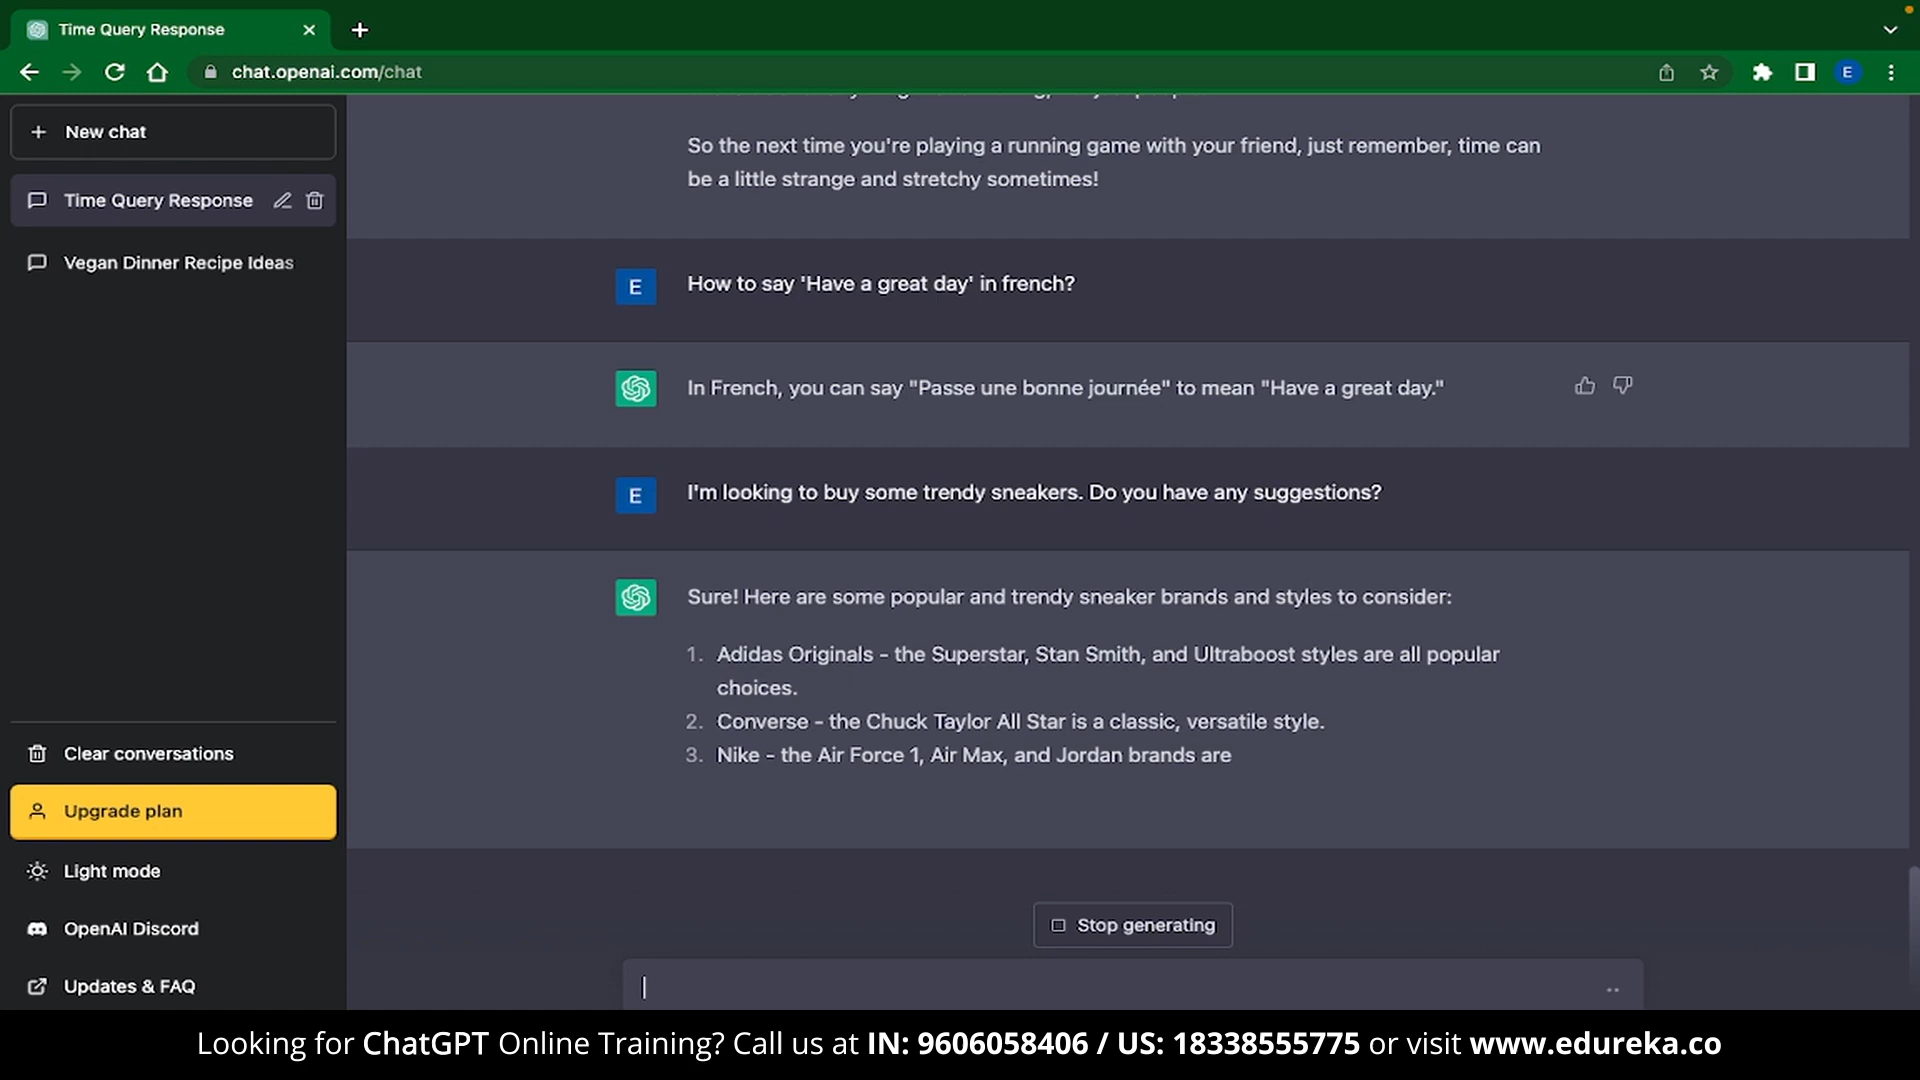 Time Query Response
chat.openai.com/chat
E
New chat
Time Query Response
Vegan Dinner Recipe Ideas
So the next time you're playing a running game with your friend, just remember, time can
be a little strange and stretchy sometimes!
E
How to say 'Have a great day' in french?
In French, you can say "Passe une bonne journée" to mean "Have a great day."
E
I'm looking to buy some trendy sneakers. Do you have any suggestions?
Sure! Here are some popular and trendy sneaker brands and styles to consider:
1. Adidas Originals - the Superstar, Stan Smith, and Ultraboost styles are all popular
choices.
2. Converse - the Chuck Taylor All Star is a classic, versatile style.
3. Nike - the Air Force 1, Air Max, and Jordan brands are
Clear conversations
Upgrade plan
Light mode
OpenAI Discord
Updates & FAQ
Stop generating
Looking for ChatGPT Online Training? Call us at IN: 9606058406 / US: 18338555775 or visit www.edureka.co